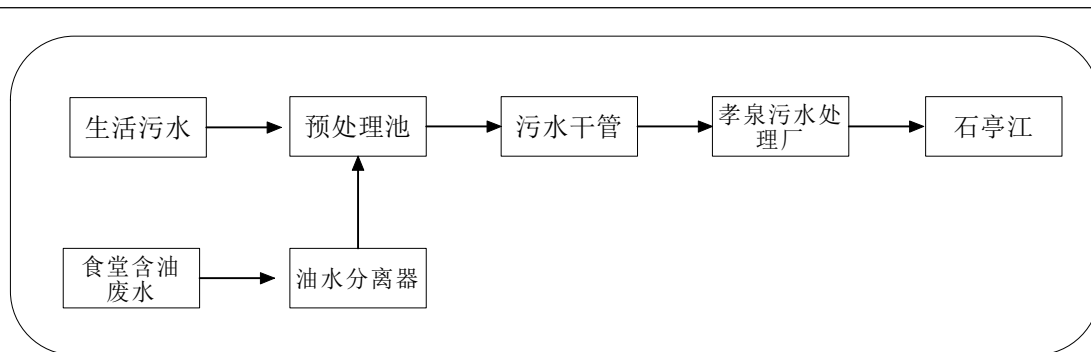 生活污水
预处理池
污水干管
孝泉污水处
理厂
石亭江
食堂含油
废水
油水分离器